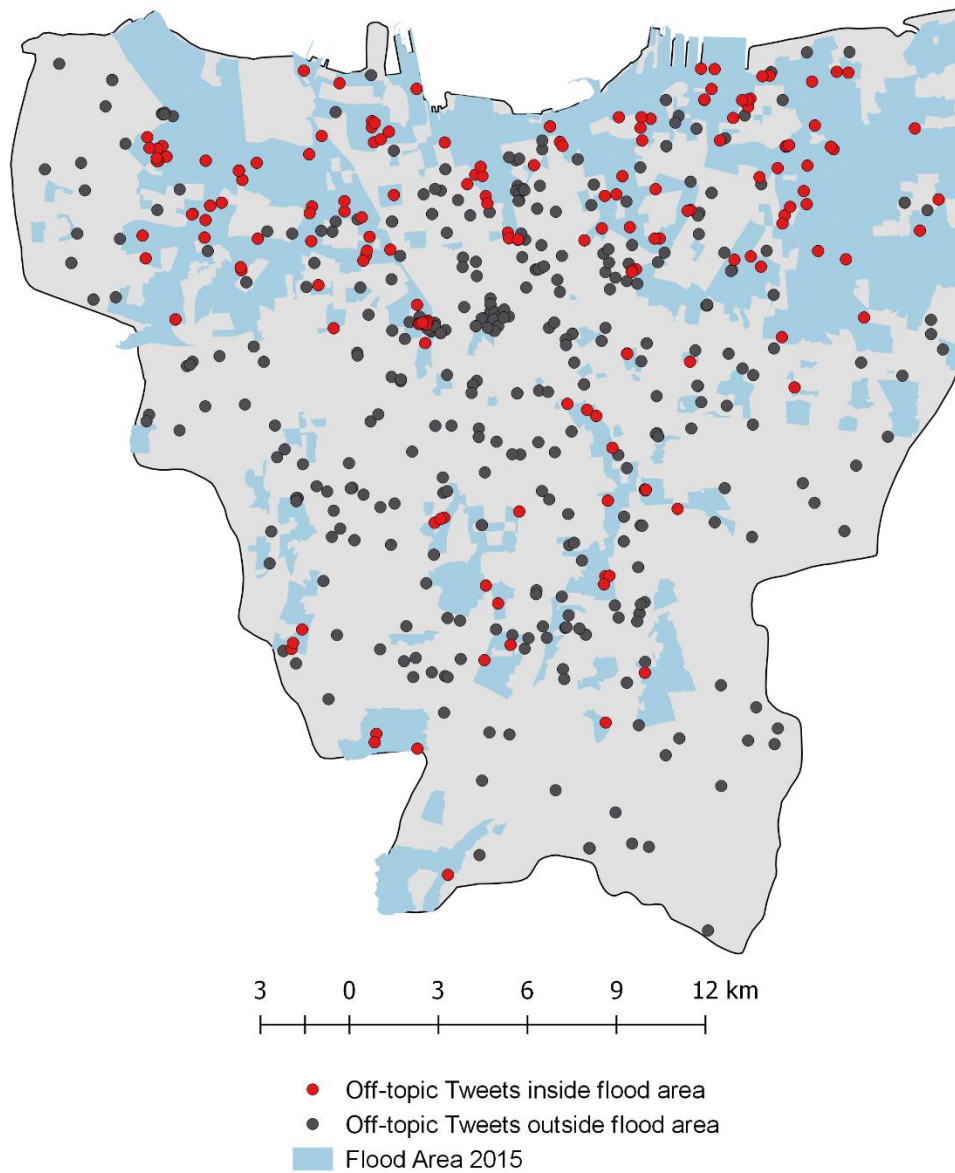 3 0 3 6 9 12 km
Off-topic Tweets inside flood area
Off-topic Tweets outside flood area
Flood Area 2015